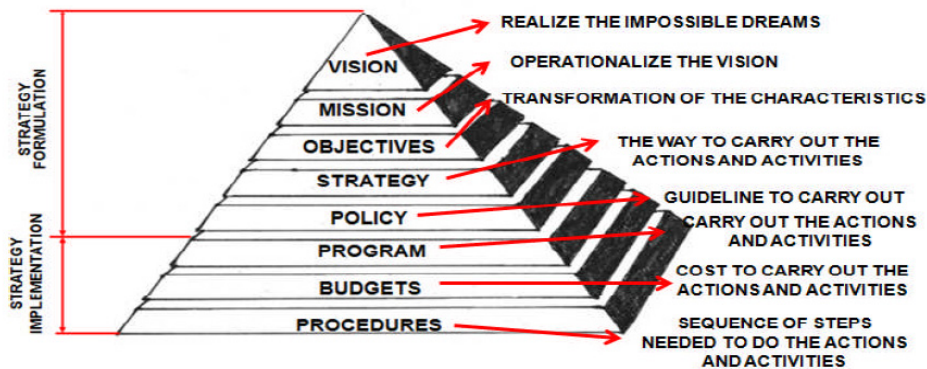 REALIZE THE IMPOSSIBLE DREAMS
VISION
OPERATIONALIZE THE VISION
MISSION
TRANSFORMATION OF THE CHARACTERISTICS
OBJECTIVES
THE WAY TO CARRY OUT THE
ACTIONS AND ACTIVITIES
STRATEGY
GUIDELINE TO CARRY OUT
POLICY
CARRY OUT THE ACTIONS
AND ACTIVITIES
PROGRAM
COST TO CARRY OUT THE
ACTIONS AND ACTIVITIES
BUDGETS
PROCEDURES
SEQUENCE OF STEPS
NEEDED TO DO THE ACTIONS
AND ACTIVITIES
STRATEGY
FORMULATION
STRATEGY
IMPLEMENTATION